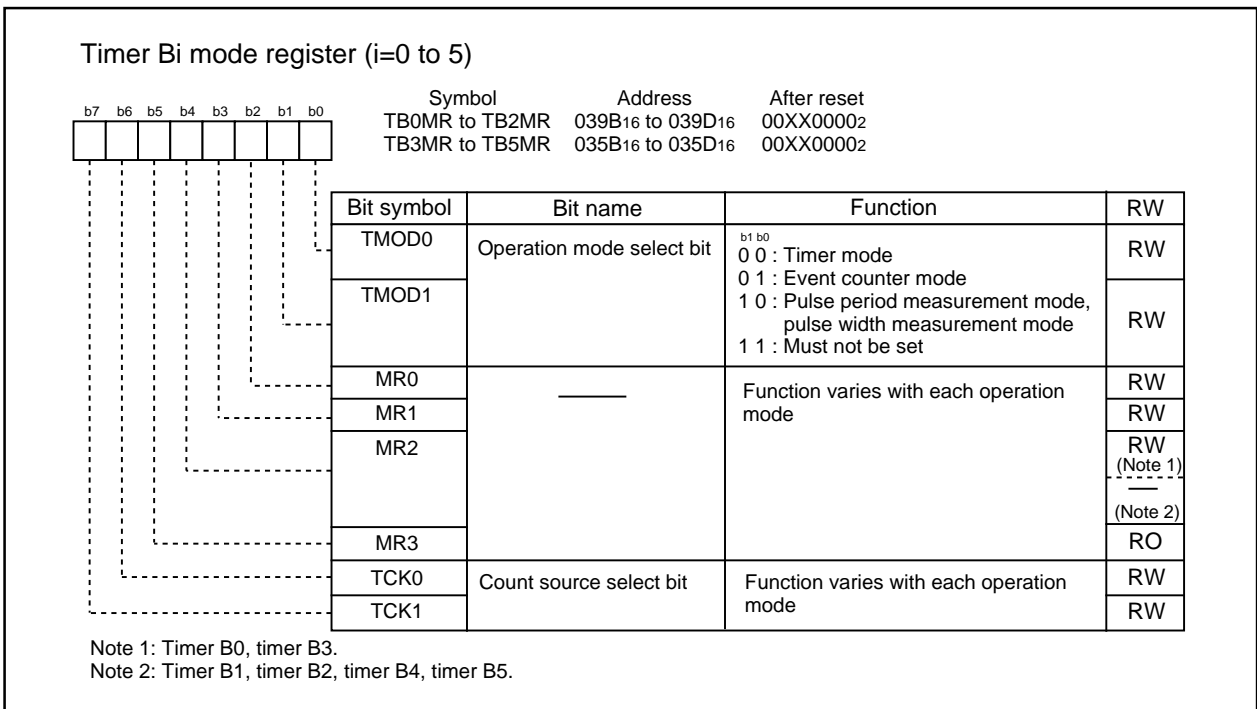 Timer Bi mode register (i=0 to 5)
Symbol Address After reset
b7 b6 b5 b4 b3 b2 b1 b0
TB0MR to TB2MR 039B16 to 039D16 00XX00002
TB3MR to TB5MR 035B16 to 035D16 00XX00002
Bit symbol Bit name Function RW
TMOD0 Operation mode select bit RW
b1 b0
0 0 : Timer mode
0 1 : Event counter mode
TMOD1 RW
1 0 : Pulse period measurement mode,
pulse width measurement mode
1 1 : Must not be set
MR0 Function varies with each operation RW
MR1 mode RW
MR2 RW
(Note 1)
(Note 2)
MR3 RO
TCK0 Count source select bit Function varies with each operation RW
TCK1 mode RW
Note 1: Timer B0, timer B3.
Note 2: Timer B1, timer B2, timer B4, timer B5.